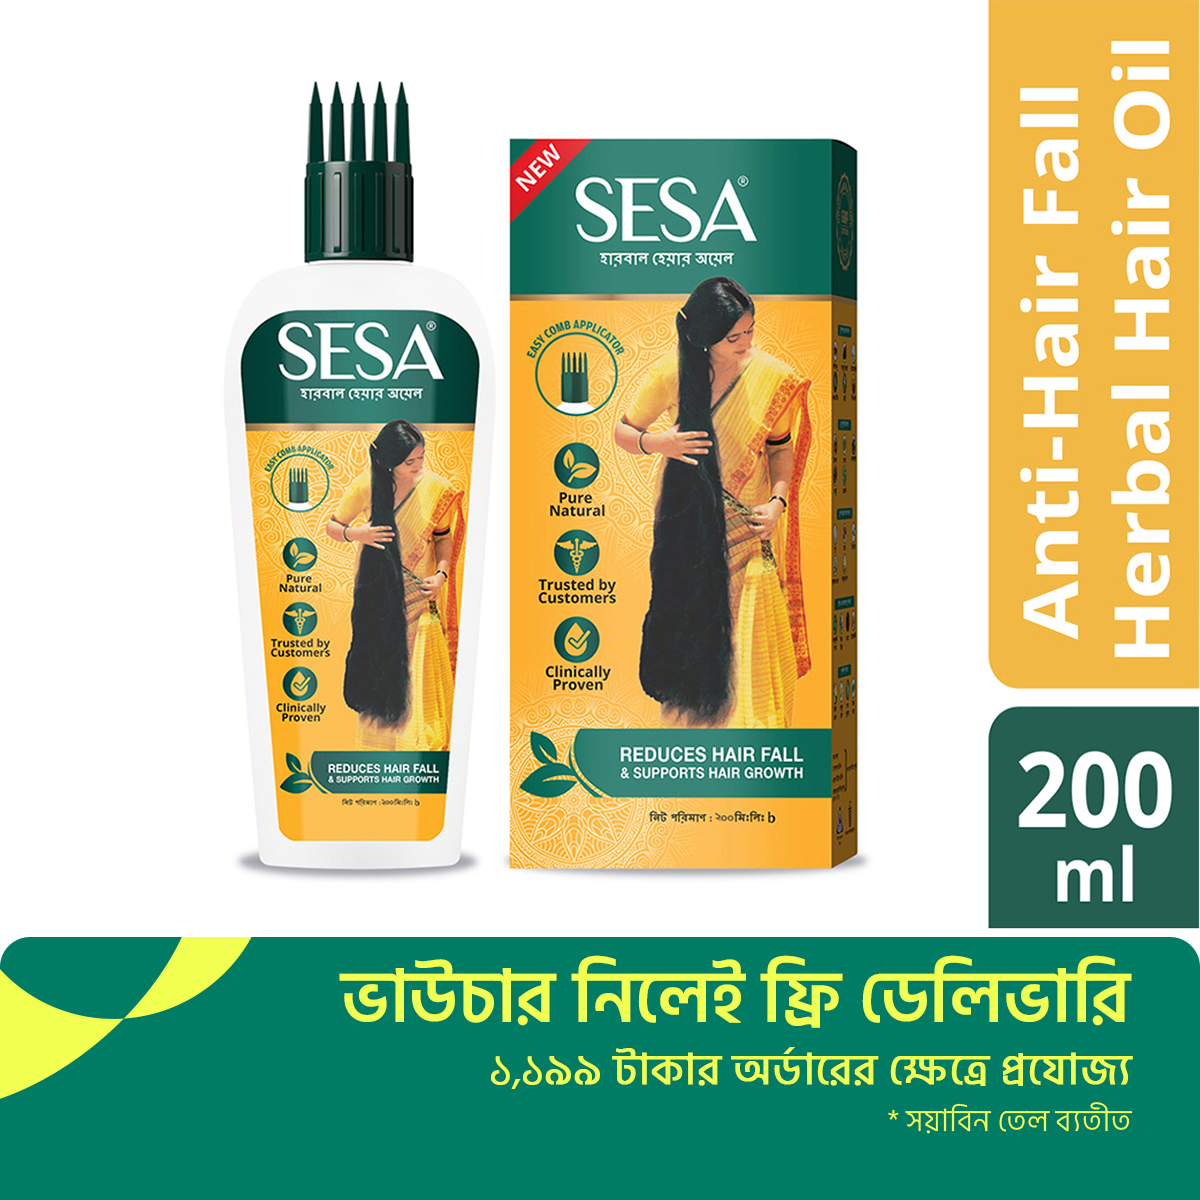 SESA®
হারবাল হেয়ার অয়েল
EASY COMB APPLICATOR
Pure
Natural
Trusted by
Customers
Clinically
Proven
REDUCES HAIR FALL
& SUPPORTS HAIR GROWTH
নিট পরিমাণ : ২০০মিঃলিঃ b
NEW
SESA®
হারবাল হেয়ার অয়েল
EASY COMB APPLICATOR
Pure
Natural
Trusted by
Customers
Clinically
Proven
REDUCES HAIR FALL
& SUPPORTS HAIR GROWTH
নিট পরিমাণ : ২০০মিঃলিঃ b
Anti-Hair Fall
Herbal Hair Oil
200
ml
ভাউচার নিলেই ফ্রি ডেলিভারি
১,১৯৯ টাকার অর্ডারের ক্ষেত্রে প্রযোজ্য
* সয়াবিন তেল ব্যতীত